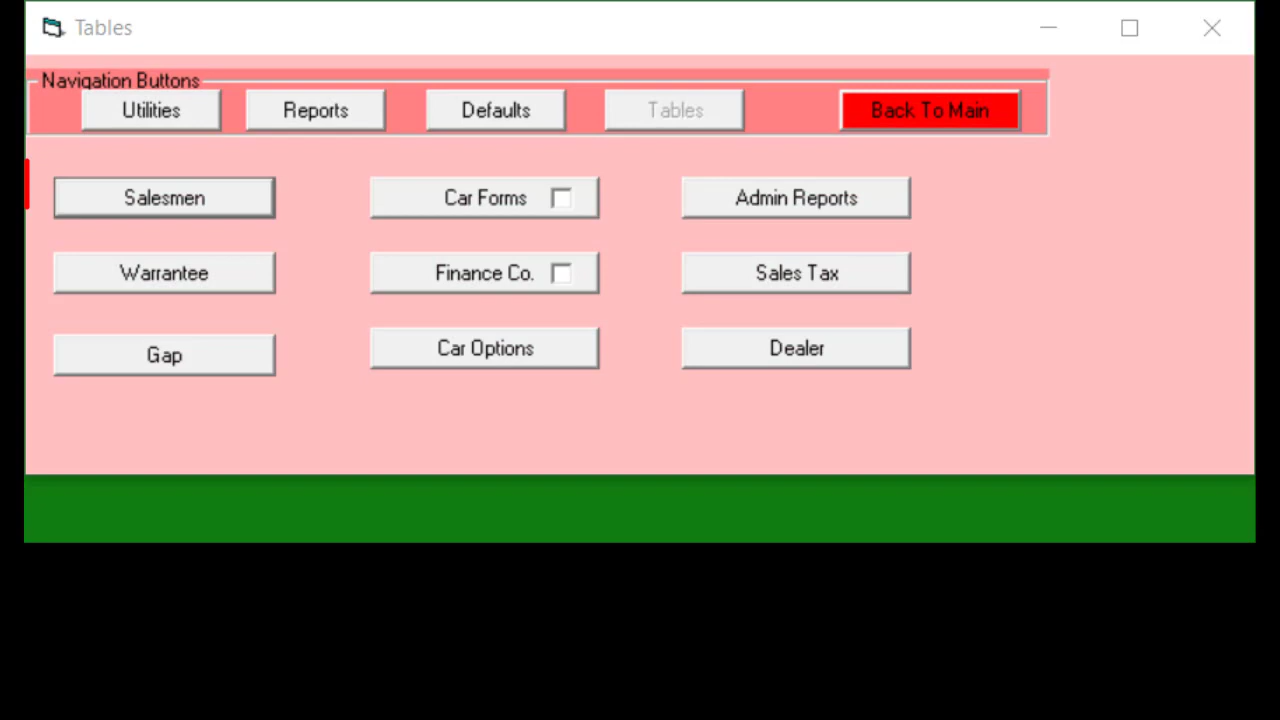 Tables
Navigation Buttons
Utilities Reports Defaults Tables Back To Main
Salesmen Car Forms Admin Reports
Warrantee Finance Co. Sales Tax
Gap Car Options Dealer